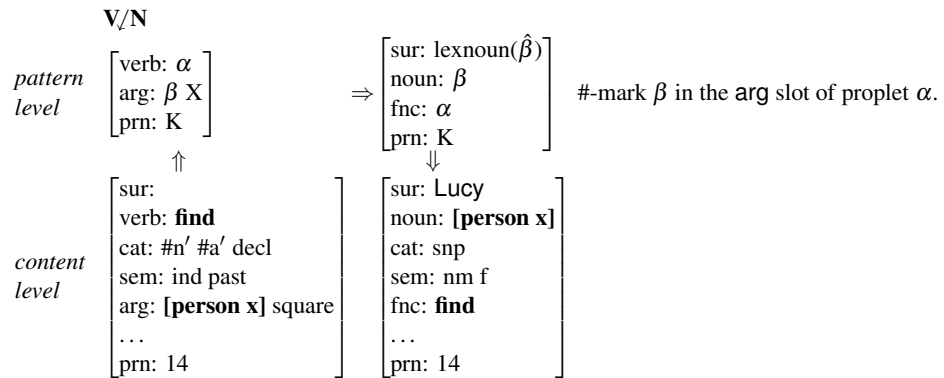 V↙/N
pattern level
[verb: α
arg: β X
prn: K]
⇒
[sur: lexnoun(β̂)
noun: β
fnc: α
prn: K]
#-mark β in the arg slot of proplet α.
⇑ ⇓
content level
[sur:
verb: find
cat: #n′ #a′ decl
sem: ind past
arg: [person x] square
...
prn: 14]
[sur: Lucy
noun: [person x]
cat: snp
sem: nm f
fnc: find
...
prn: 14]